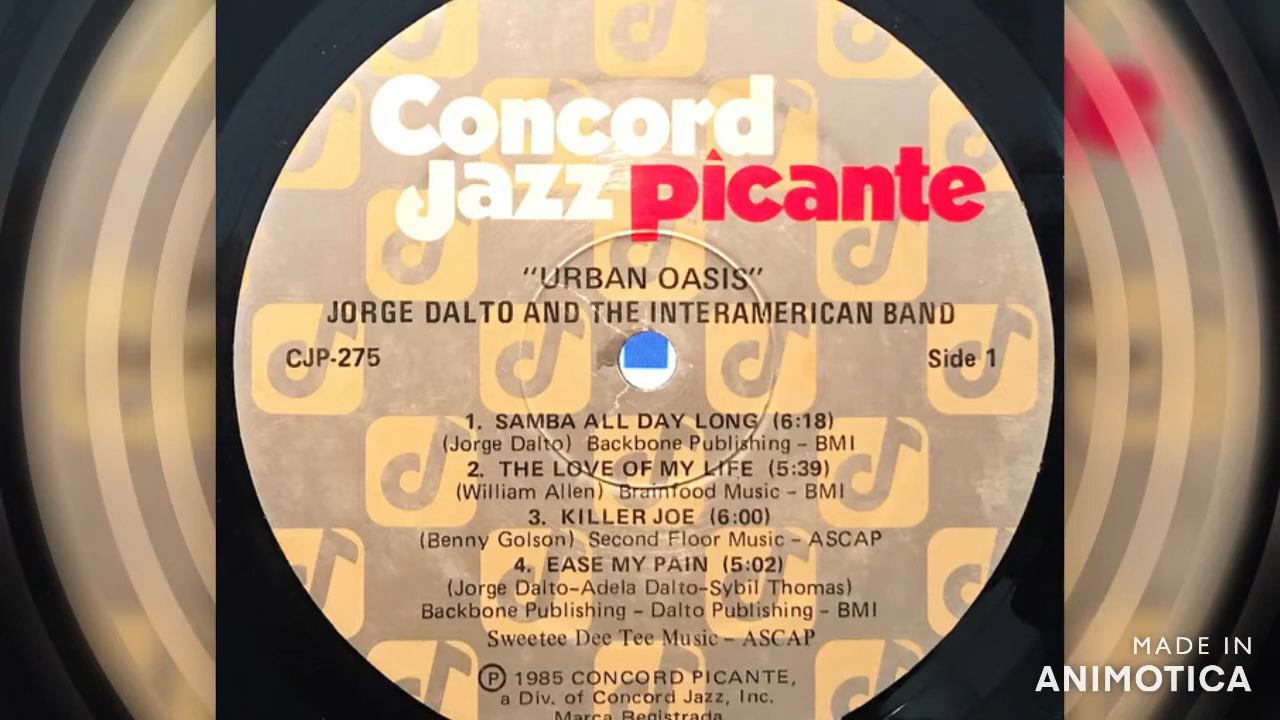 Concord
Jazz picante
"URBAN OASIS"
JORGE DALTO AND THE INTERAMERICAN BAND
CJP-275
Side 1
1. SAMBA ALL DAY LONG (6:18)
(Jorge Dalto) Backbone Publishing – BMI
2. THE LOVE OF MY LIFE (5:39)
(William Allen) Brainfood Music – BMI
3. KILLER JOE (6:00)
(Benny Golson) Second Floor Music – ASCAP
4. EASE MY PAIN (5:02)
(Jorge Dalto–Adela Dalto–Sybil Thomas)
Backbone Publishing – Dalto Publishing – BMI
Sweetee Dee Tee Music – ASCAP
Ⓟ 1985 CONCORD PICANTE,
a Div. of Concord Jazz, Inc.
Marca Registrada
MADE IN
ANIMOTICA